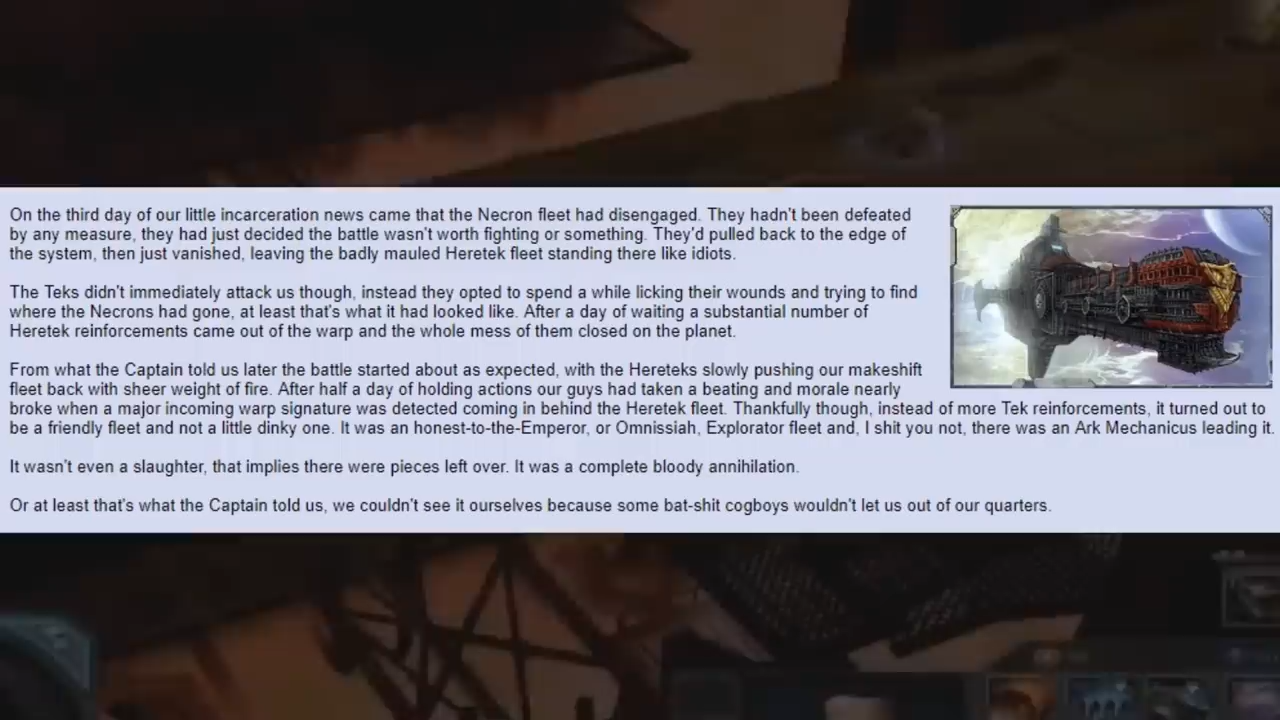 On the third day of our little incarceration news came that the Necron fleet had disengaged. They hadn't been defeated
by any measure, they had just decided the battle wasn't worth fighting or something. They'd pulled back to the edge of
the system, then just vanished, leaving the badly mauled Heretek fleet standing there like idiots.
The Teks didn't immediately attack us though, instead they opted to spend a while licking their wounds and trying to find
where the Necrons had gone, at least that's what it had looked like. After a day of waiting a substantial number of
Heretek reinforcements came out of the warp and the whole mess of them closed on the planet.
From what the Captain told us later the battle started about as expected, with the Hereteks slowly pushing our makeshift
fleet back with sheer weight of fire. After half a day of holding actions our guys had taken a beating and morale nearly
broke when a major incoming warp signature was detected coming in behind the Heretek fleet. Thankfully though, instead of more Tek reinforcements, it turned out to
be a friendly fleet and not a little dinky one. It was an honest-to-the-Emperor, or Omnissiah, Explorator fleet and, I shit you not, there was an Ark Mechanicus leading it.
It wasn't even a slaughter, that implies there were pieces left over. It was a complete bloody annihilation.
Or at least that's what the Captain told us, we couldn't see it ourselves because some bat-shit cogboys wouldn't let us out of our quarters.